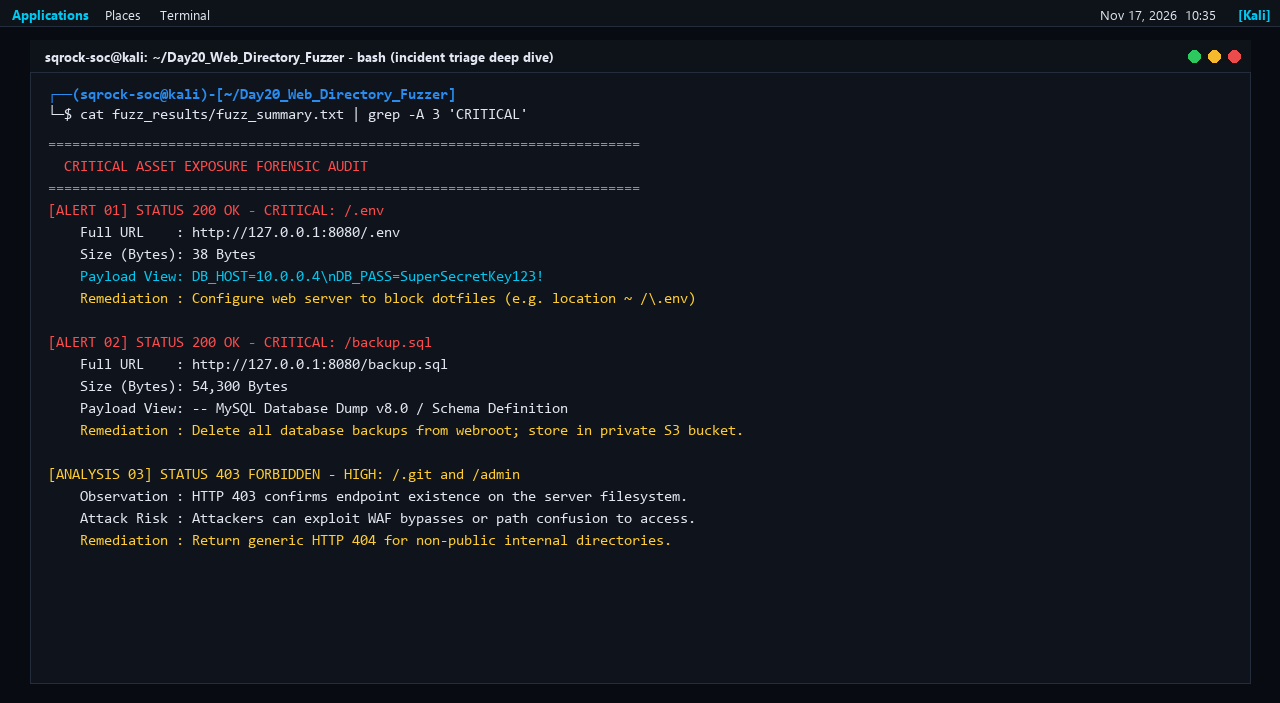 Applications Places Terminal Nov 17, 2026 10:35 [Kali]
sqrock-soc@kali: ~/Day20_Web_Directory_Fuzzer - bash (incident triage deep dive)
┌──(sqrock-soc@kali)-[~/Day20_Web_Directory_Fuzzer]
└─$ cat fuzz_results/fuzz_summary.txt | grep -A 3 'CRITICAL'
==========================================================================
CRITICAL ASSET EXPOSURE FORENSIC AUDIT
==========================================================================
[ALERT 01] STATUS 200 OK - CRITICAL: /.env
Full URL    : http://127.0.0.1:8080/.env
Size (Bytes): 38 Bytes
Payload View: DB_HOST=10.0.0.4\nDB_PASS=SuperSecretKey123!
Remediation : Configure web server to block dotfiles (e.g. location ~ /\.env)
[ALERT 02] STATUS 200 OK - CRITICAL: /backup.sql
Full URL    : http://127.0.0.1:8080/backup.sql
Size (Bytes): 54,300 Bytes
Payload View: -- MySQL Database Dump v8.0 / Schema Definition
Remediation : Delete all database backups from webroot; store in private S3 bucket.
[ANALYSIS 03] STATUS 403 FORBIDDEN - HIGH: /.git and /admin
Observation : HTTP 403 confirms endpoint existence on the server filesystem.
Attack Risk : Attackers can exploit WAF bypasses or path confusion to access.
Remediation : Return generic HTTP 404 for non-public internal directories.